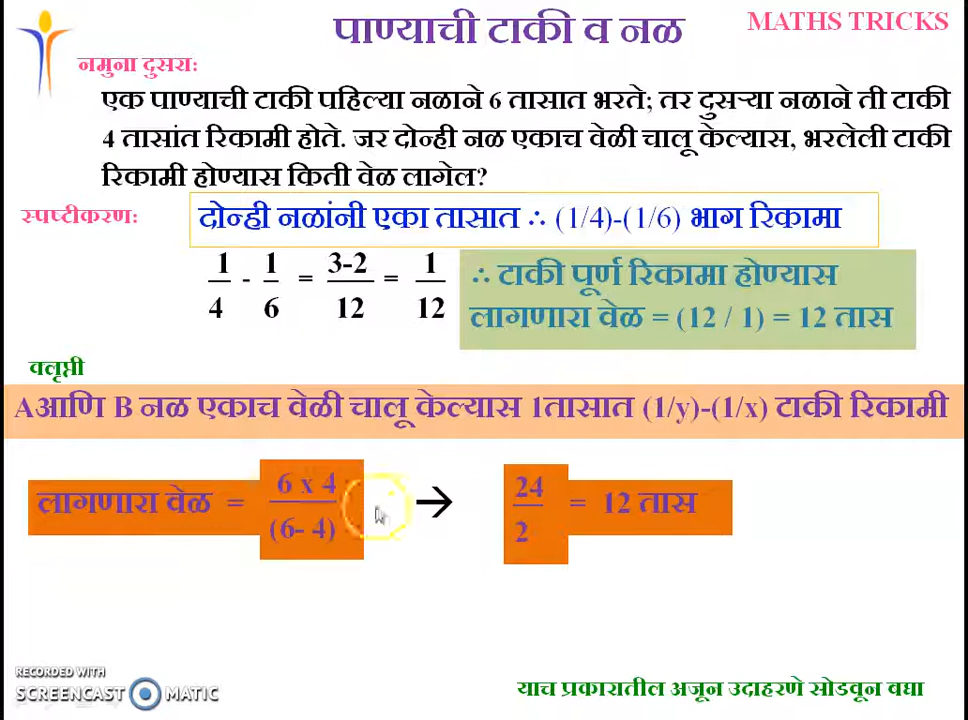 पाण्याची टाकी व नळ
MATHS TRICKS
नमुना दुसरा:
एक पाण्याची टाकी पहिल्या नळाने 6 तासात भरते; तर दुसऱ्या नळाने ती टाकी
4 तासांत रिकामी होते. जर दोन्ही नळ एकाच वेळी चालू केल्यास, भरलेली टाकी
रिकामी होण्यास किती वेळ लागेल?
स्पष्टीकरण:
दोन्ही नळांनी एका तासात ∴ (1/4)-(1/6) भाग रिकामा
1/4 - 1/6 = 3-2/12 = 1/12
∴ टाकी पूर्ण रिकामा होण्यास
लागणारा वेळ = (12 / 1) = 12 तास
क्लृप्ती
Aआणि B नळ एकाच वेळी चालू केल्यास 1तासात (1/y)-(1/x) टाकी रिकामी
लागणारा वेळ = 6 x 4/(6- 4) → 24/2 = 12 तास
RECORDED WITH
SCREENCAST MATIC
याच प्रकारातील अजून उदाहरणे सोडवून बघा